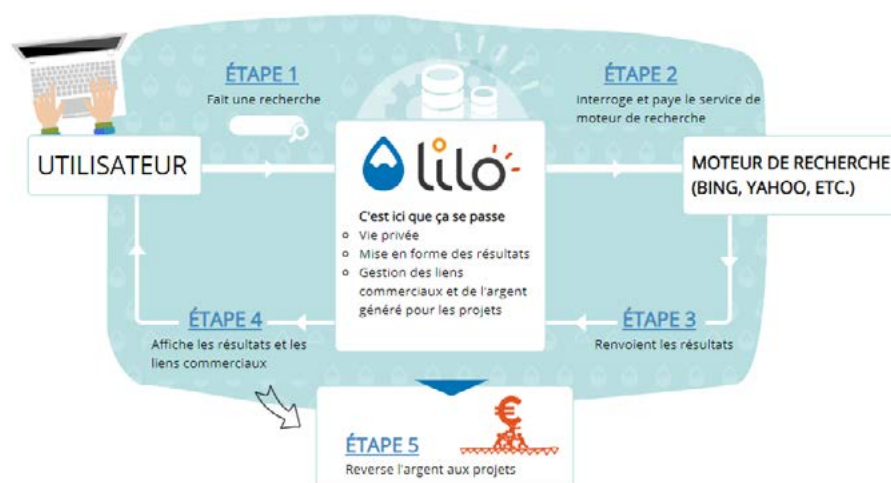 ÉTAPE 1
Fait une recherche
ÉTAPE 2
Interroge et paye le service de
moteur de recherche
UTILISATEUR
lilo
MOTEUR DE RECHERCHE
(BING, YAHOO, ETC.)
C'est ici que ça se passe
Vie privée
Mise en forme des résultats
Gestion des liens
commerciaux et de l'argent
généré pour les projets
ÉTAPE 4
Affiche les résultats et les
liens commerciaux
ÉTAPE 3
Renvoient les résultats
ÉTAPE 5
Reverse l'argent aux projets
€